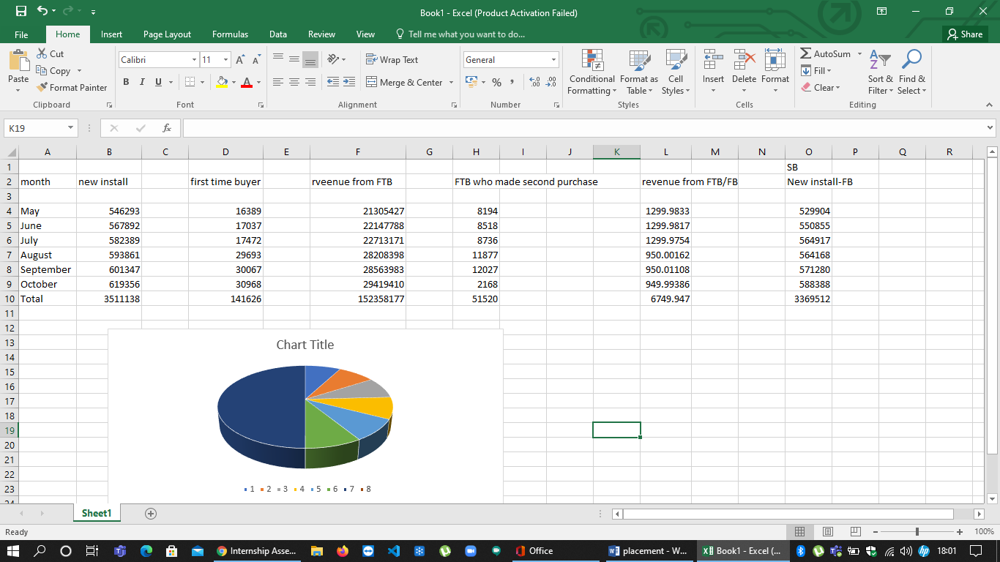 Book1 - Excel (Product Activation Failed)
File Home Insert Page Layout Formulas Data Review View Tell me what you want to do... Share
Paste Cut Copy Format Painter
Calibri 11 A A
B I U A
Wrap Text
Merge & Center
General
% , .00 .0
Conditional Formatting Format as Table Cell Styles
Insert Delete Format
AutoSum Fill Clear
Sort & Filter Find & Select
Clipboard Font Alignment Number Styles Cells Editing
K19 fx
A B C D E F G H I J K L M N O P Q R
1 SB
2 month new install first time buyer rveenue from FTB FTB who made second purchase revenue from FTB/FB New install-FB
3
4 May 546293 16389 21305427 8194 1299.9833 529904
5 June 567892 17037 22147788 8518 1299.9817 550855
6 July 582389 17472 22713171 8736 1299.9754 564917
7 August 593861 29693 28208398 11877 950.00162 564168
8 September 601347 30067 28563983 12027 950.01108 571280
9 October 619356 30968 29419410 2168 949.99386 588388
10 Total 3511138 141626 152358177 51520 6749.947 3369512
11
12
13 Chart Title
14
15
16
17
18
19
20
21
22
23 1 2 3 4 5 6 7 8
24
Sheet1
Ready 100%
Internship Asse... Office placement - W... Book1 - Excel (... 18:01